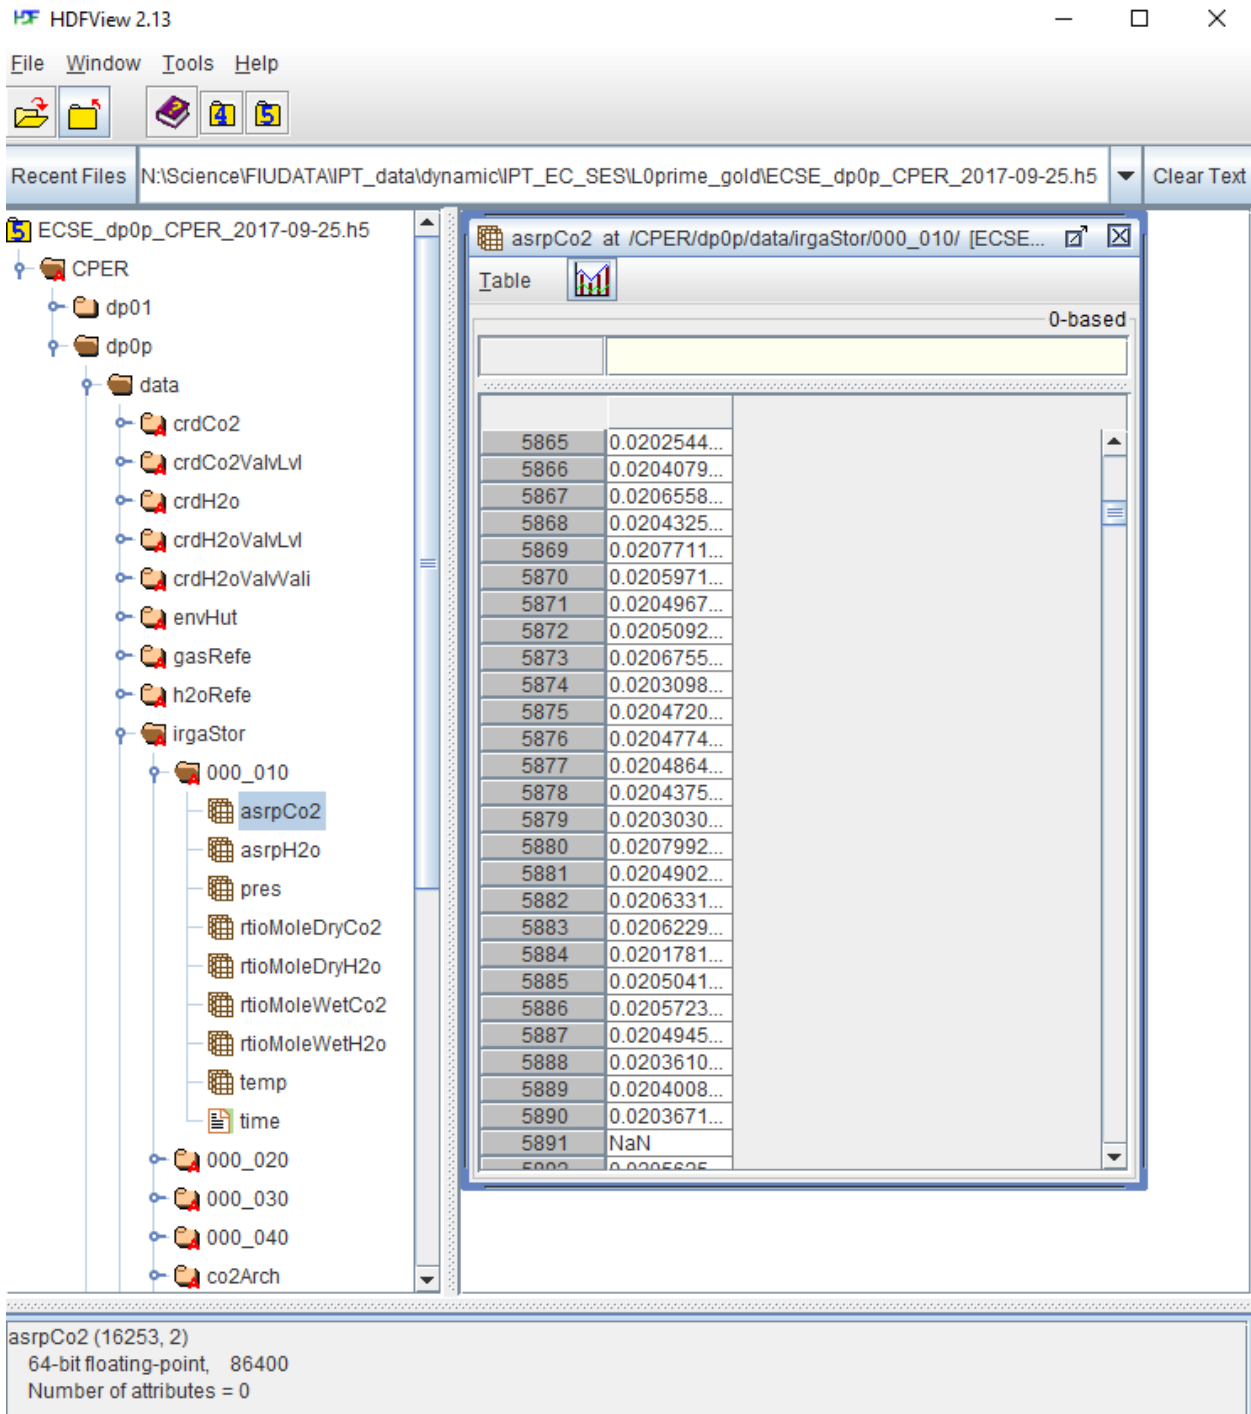 HDF HDFView 2.13
File Window Tools Help
4 5
Recent Files N:\Science\FIUDATA\IPT_data\dynamic\IPT_EC_SES\L0prime_gold\ECSE_dp0p_CPER_2017-09-25.h5 Clear Text
5 ECSE_dp0p_CPER_2017-09-25.h5
CPER
dp01
dp0p
data
crdCo2
crdCo2ValvLvl
crdH2o
crdH2oValvLvl
crdH2oValvVali
envHut
gasRefe
h2oRefe
irgaStor
000_010
asrpCo2
asrpH2o
pres
rtioMoleDryCo2
rtioMoleDryH2o
rtioMoleWetCo2
rtioMoleWetH2o
temp
time
000_020
000_030
000_040
co2Arch
asrpCo2 at /CPER/dp0p/data/irgaStor/000_010/ [ECSE...
Table
0-based
5865 0.0202544...
5866 0.0204079...
5867 0.0206558...
5868 0.0204325...
5869 0.0207711...
5870 0.0205971...
5871 0.0204967...
5872 0.0205092...
5873 0.0206755...
5874 0.0203098...
5875 0.0204720...
5876 0.0204774...
5877 0.0204864...
5878 0.0204375...
5879 0.0203030...
5880 0.0207992...
5881 0.0204902...
5882 0.0206331...
5883 0.0206229...
5884 0.0201781...
5885 0.0205041...
5886 0.0205723...
5887 0.0204945...
5888 0.0203610...
5889 0.0204008...
5890 0.0203671...
5891 NaN
asrpCo2 (16253, 2)
64-bit floating-point, 86400
Number of attributes = 0